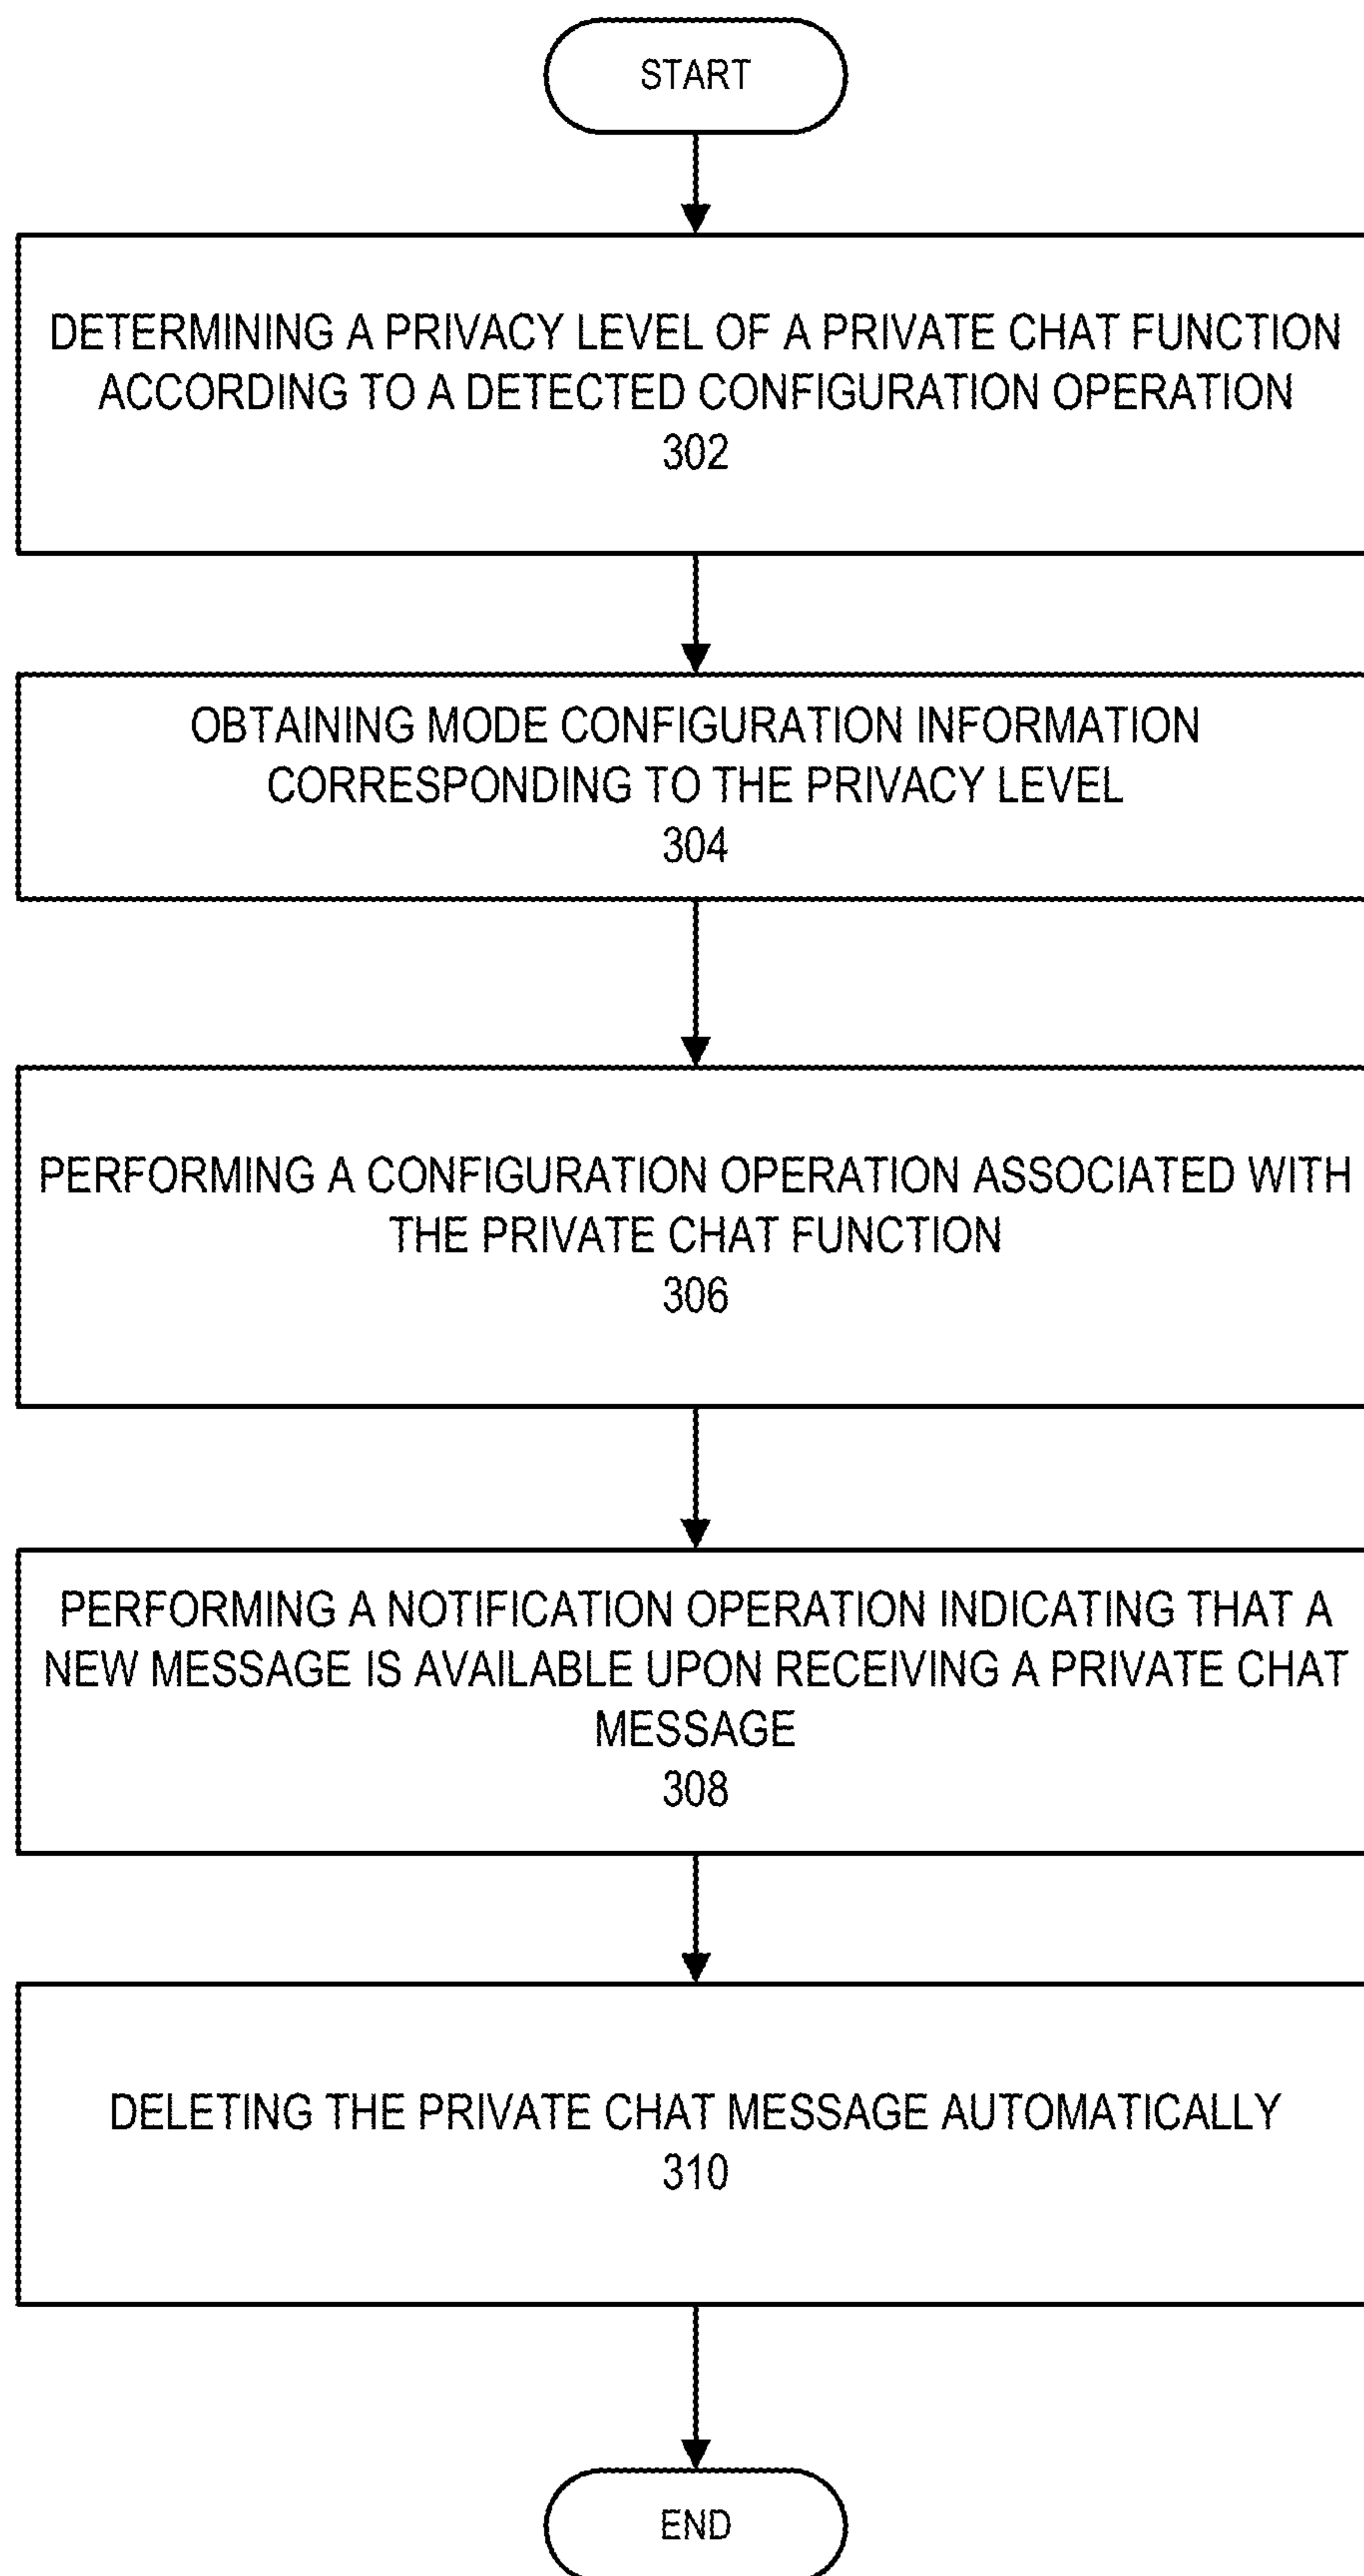 START
DETERMINING A PRIVACY LEVEL OF A PRIVATE CHAT FUNCTION
ACCORDING TO A DETECTED CONFIGURATION OPERATION
302
OBTAINING MODE CONFIGURATION INFORMATION
CORRESPONDING TO THE PRIVACY LEVEL
304
PERFORMING A CONFIGURATION OPERATION ASSOCIATED WITH
THE PRIVATE CHAT FUNCTION
306
PERFORMING A NOTIFICATION OPERATION INDICATING THAT A
NEW MESSAGE IS AVAILABLE UPON RECEIVING A PRIVATE CHAT
MESSAGE
308
DELETING THE PRIVATE CHAT MESSAGE AUTOMATICALLY
310
END